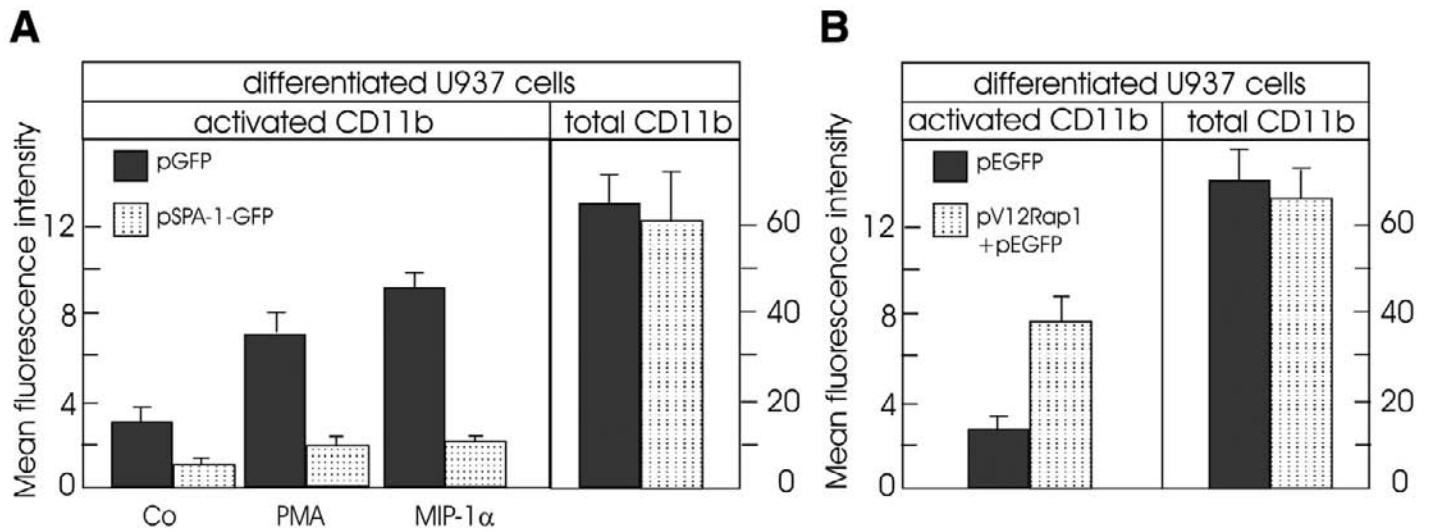 A
differentiated U937 cells
activated CD11b
total CD11b
Mean fluorescence intensity
pGFP
pSPA-1-GFP
12
8
4
0
60
40
20
0
Co
PMA
MIP-1α
B
differentiated U937 cells
activated CD11b
total CD11b
Mean fluorescence intensity
pEGFP
pV12Rap1
+pEGFP
12
8
4
0
60
40
20
0